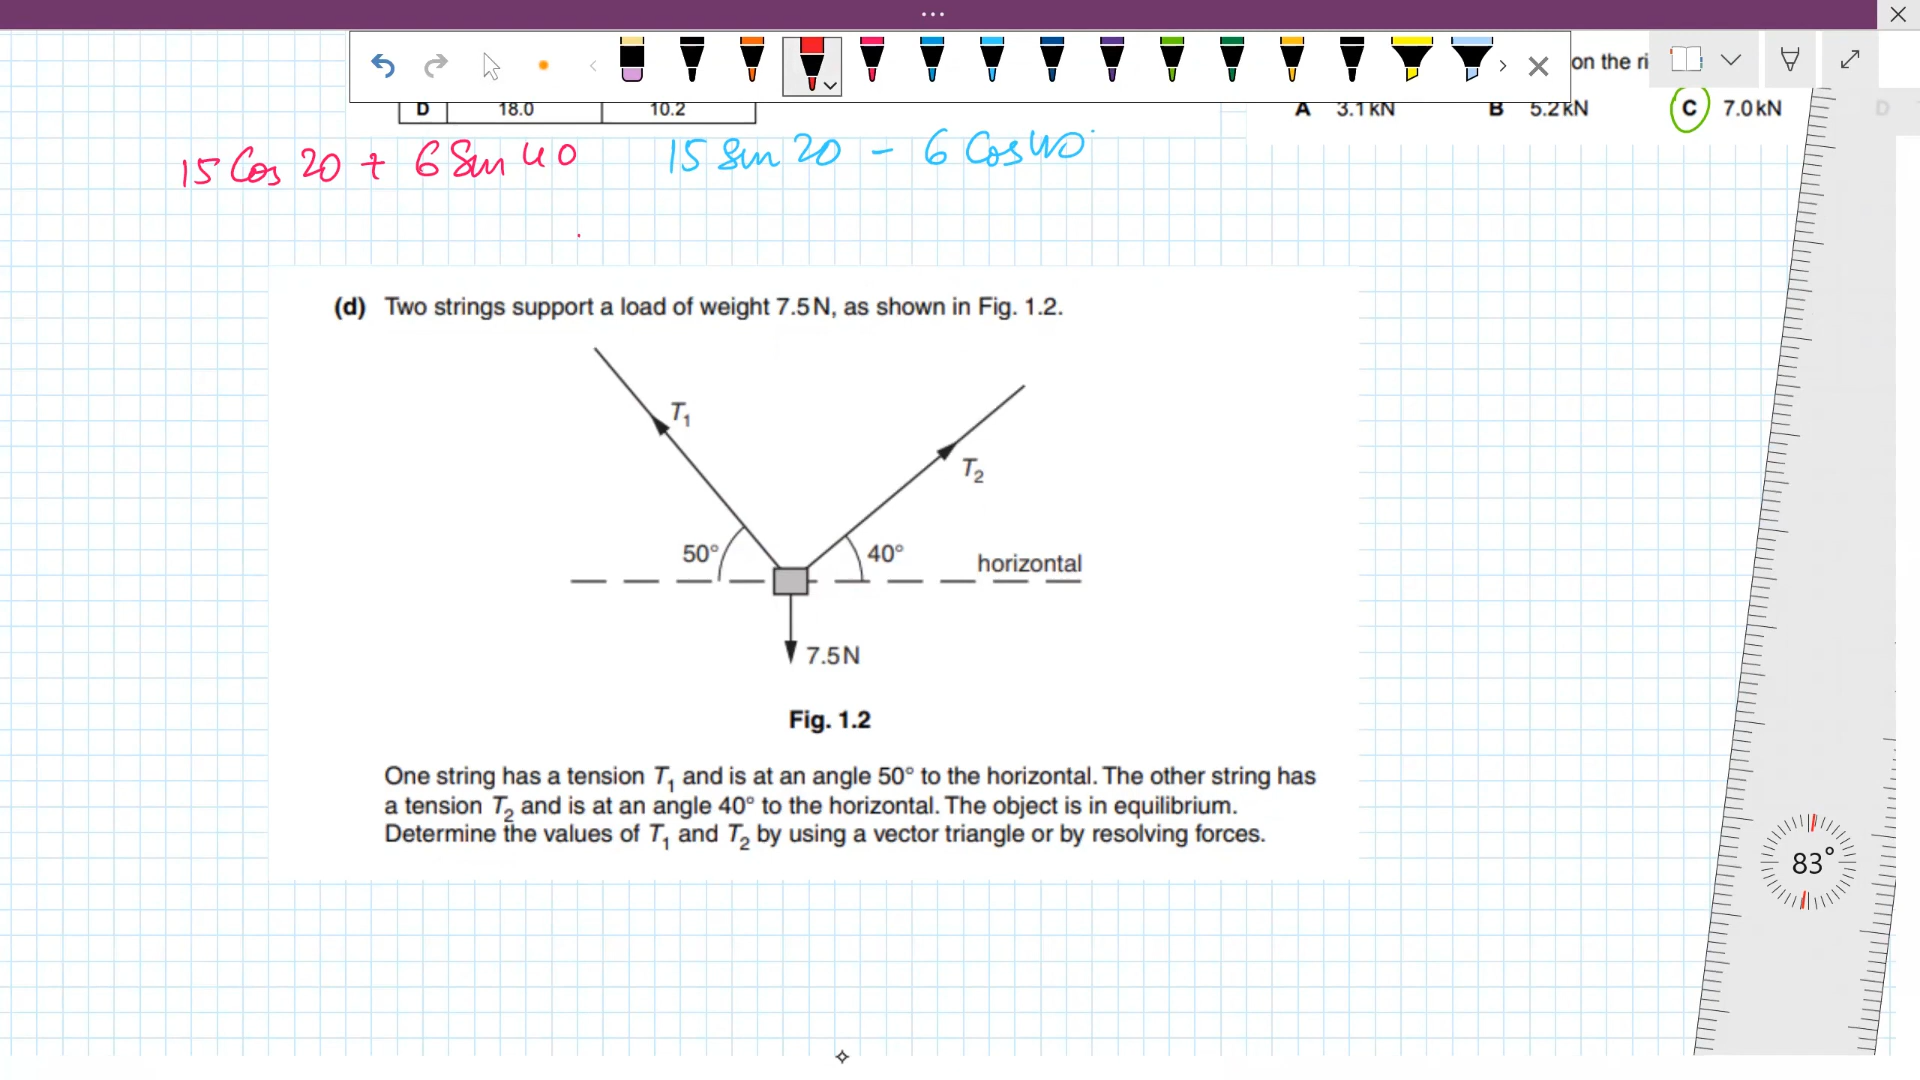 on the ri
D 18.0 10.2
A 3.1 kN B 5.2 kN C 7.0 kN D
15 Cos 20 + 6 Sin 40
15 Sin 20 - 6 Cos 40
(d) Two strings support a load of weight 7.5 N, as shown in Fig. 1.2.
T1
T2
50°
40°
horizontal
7.5 N
Fig. 1.2
One string has a tension T1 and is at an angle 50° to the horizontal. The other string has
a tension T2 and is at an angle 40° to the horizontal. The object is in equilibrium.
Determine the values of T1 and T2 by using a vector triangle or by resolving forces.
83°